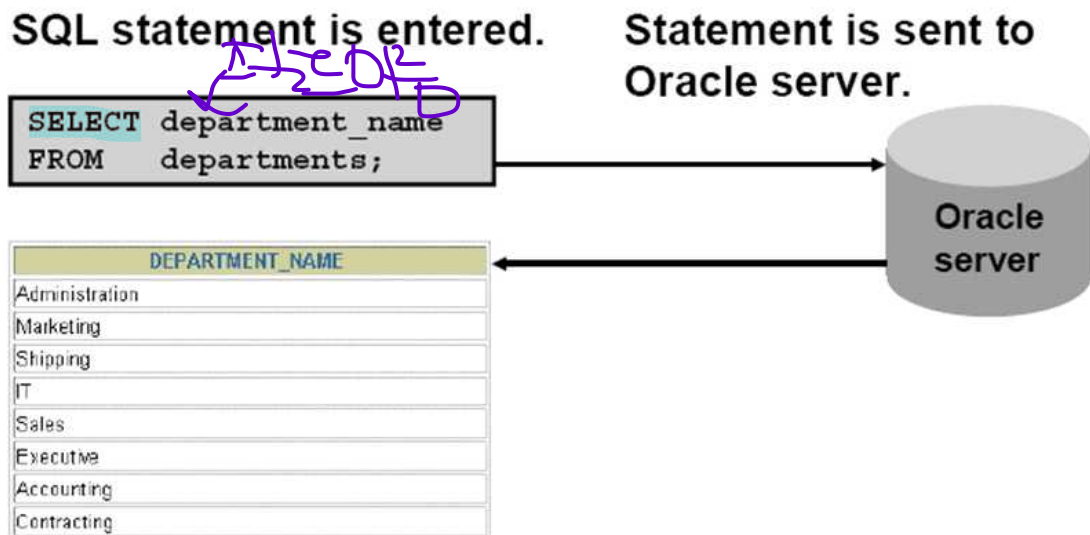 SQL statement is entered.
Statement is sent to
Oracle server.
SELECT department_name
FROM departments;
Oracle
server
DEPARTMENT_NAME
Administration
Marketing
Shipping
IT
Sales
Executive
Accounting
Contracting